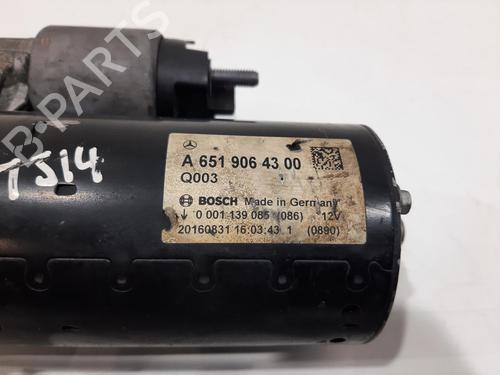 B-PARTS
TS14
A 651 906 43 00
Q003
BOSCH Made in Germany
0 001 139 085 (086) 12V
20160831 16:03:43 1 (0890)